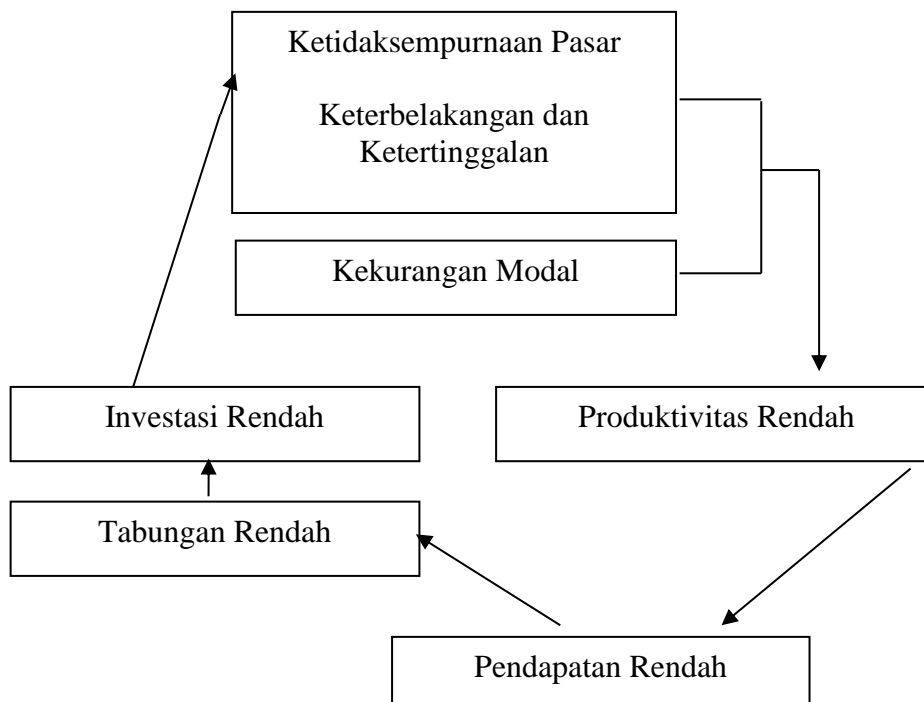 Ketidaksempurnaan Pasar
Keterbelakangan dan
Ketertinggalan
Kekurangan Modal
Investasi Rendah
Produktivitas Rendah
Tabungan Rendah
Pendapatan Rendah